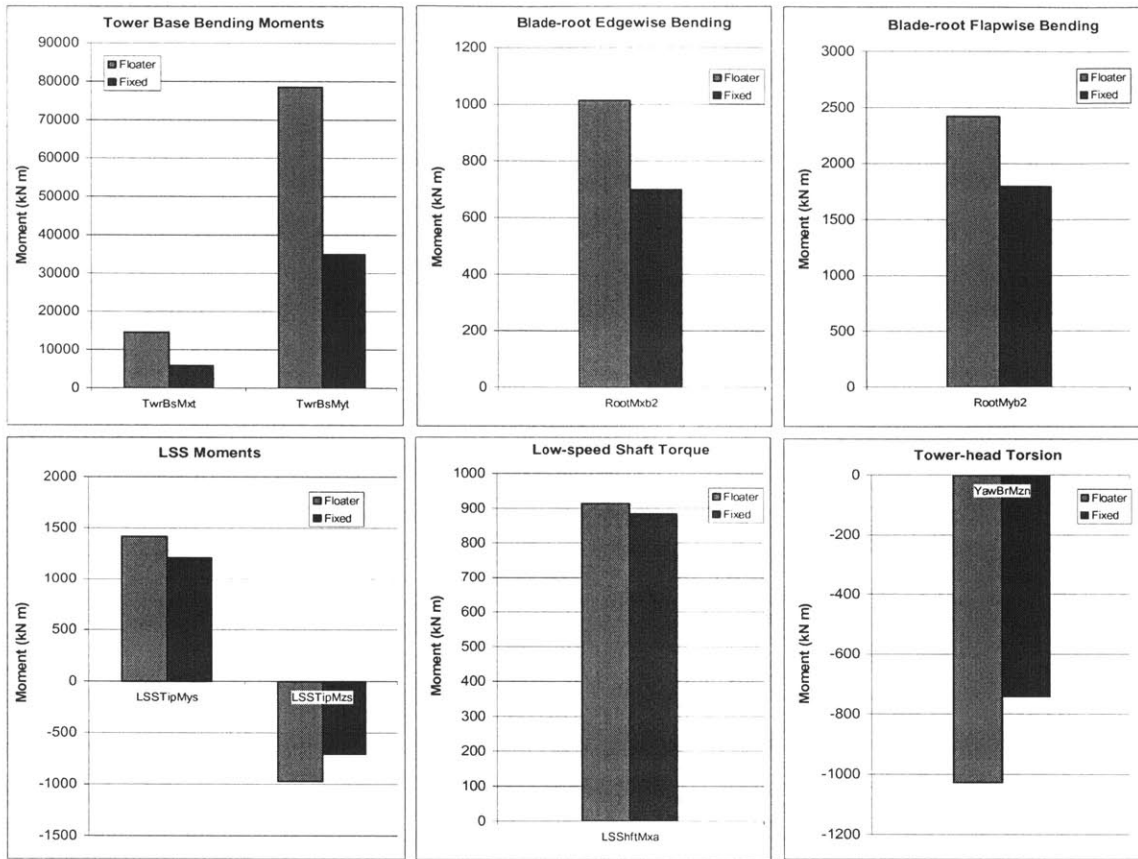 Tower Base Bending Moments
90000
80000
70000
60000
50000
40000
30000
20000
10000
0
Moment (kN m)
Floater
Fixed
TwrBsMxt
TwrBsMyt
Blade-root Edgewise Bending
1200
1000
800
600
400
200
0
Moment (kN m)
Floater
Fixed
RootMxb2
Blade-root Flapwise Bending
3000
2500
2000
1500
1000
500
0
Moment (kN m)
Floater
Fixed
RootMyb2
LSS Moments
2000
1500
1000
500
0
-500
-1000
-1500
Moment (kN m)
Floater
Fixed
LSSTipMys
LSSTipMzs
Low-speed Shaft Torque
1000
900
800
700
600
500
400
300
200
100
0
Moment (kN m)
Floater
Fixed
LSShftMxa
Tower-head Torsion
0
-200
-400
-600
-800
-1000
-1200
Moment (kN m)
YawBrMzn
Floater
Fixed